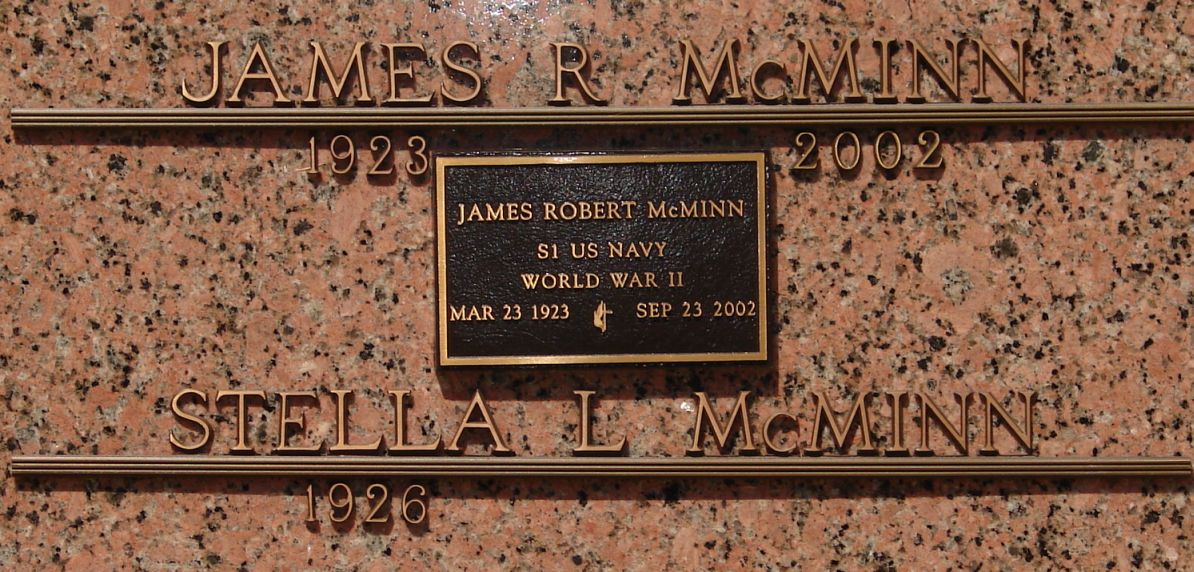 JAMES R McMINN
1923 2002
JAMES ROBERT McMINN
S1 US NAVY
WORLD WAR II
MAR 23 1923 SEP 23 2002
STELLA L McMINN
1926